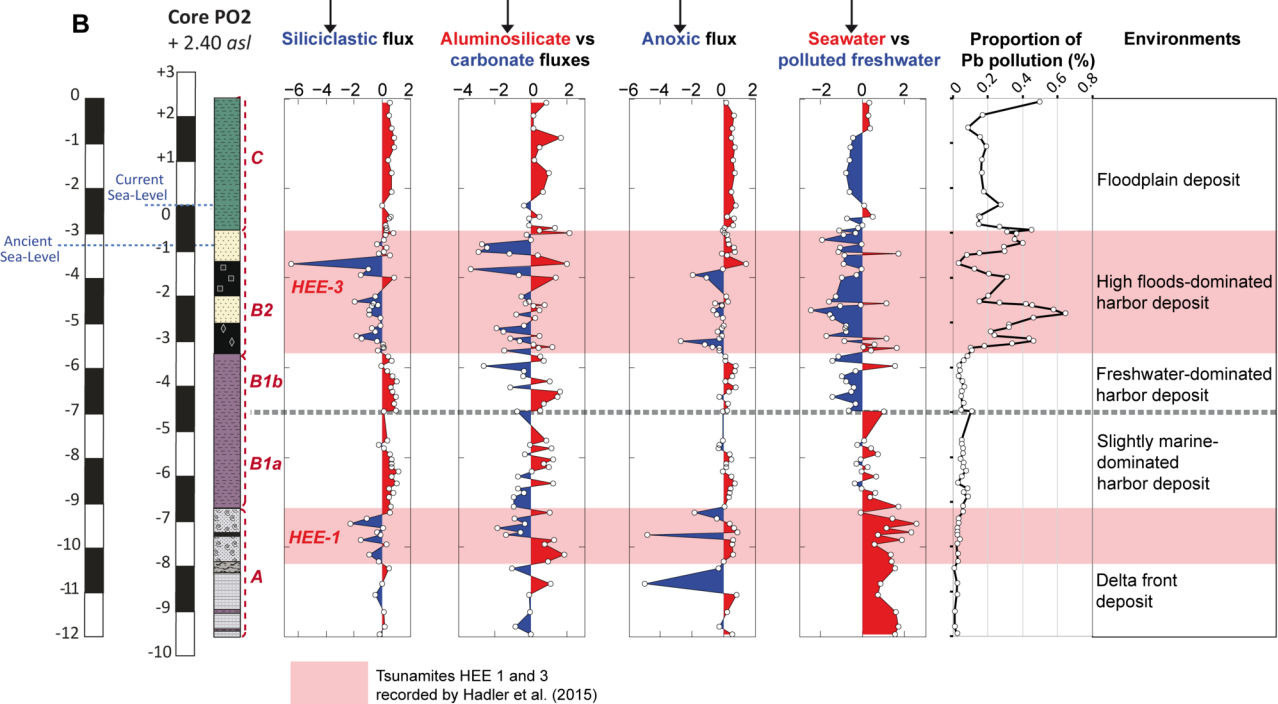 B
Core PO2
+ 2.40 asl
Siliciclastic flux
Aluminosilicate vs
carbonate fluxes
Anoxic flux
Seawater vs
polluted freshwater
Proportion of
Pb pollution (%)
Environments
−6 −4 −2 0 2
−4 −2 0 2
−6 −4 −2 0 2
−2 0 2
0 0.2 0.4 0.6 0.8
0
-1
-2
-3
-4
-5
-6
-7
-8
-9
-10
-11
-12
+3
+2
+1
0
-1
-2
-3
-4
-5
-6
-7
-8
-9
-10
Current
Sea-Level
Ancient
Sea-Level
C
B2
B1b
B1a
A
HEE-3
HEE-1
Floodplain deposit
High floods-dominated
harbor deposit
Freshwater-dominated
harbor deposit
Slightly marine-
dominated
harbor deposit
Delta front
deposit
Tsunamites HEE 1 and 3
recorded by Hadler et al. (2015)